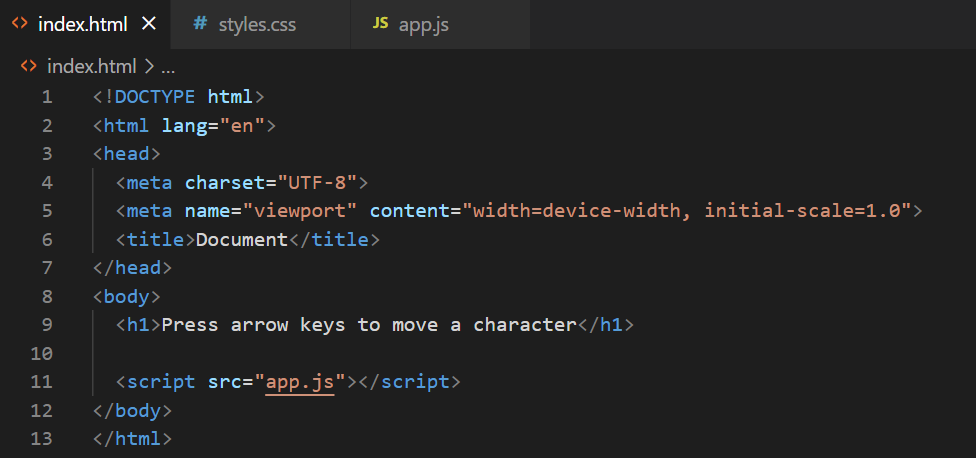 <> index.html × # styles.css JS app.js
<> index.html > ...
1 <!DOCTYPE html>
2 <html lang="en">
3 <head>
4 <meta charset="UTF-8">
5 <meta name="viewport" content="width=device-width, initial-scale=1.0">
6 <title>Document</title>
7 </head>
8 <body>
9 <h1>Press arrow keys to move a character</h1>
10
11 <script src="app.js"></script>
12 </body>
13 </html>